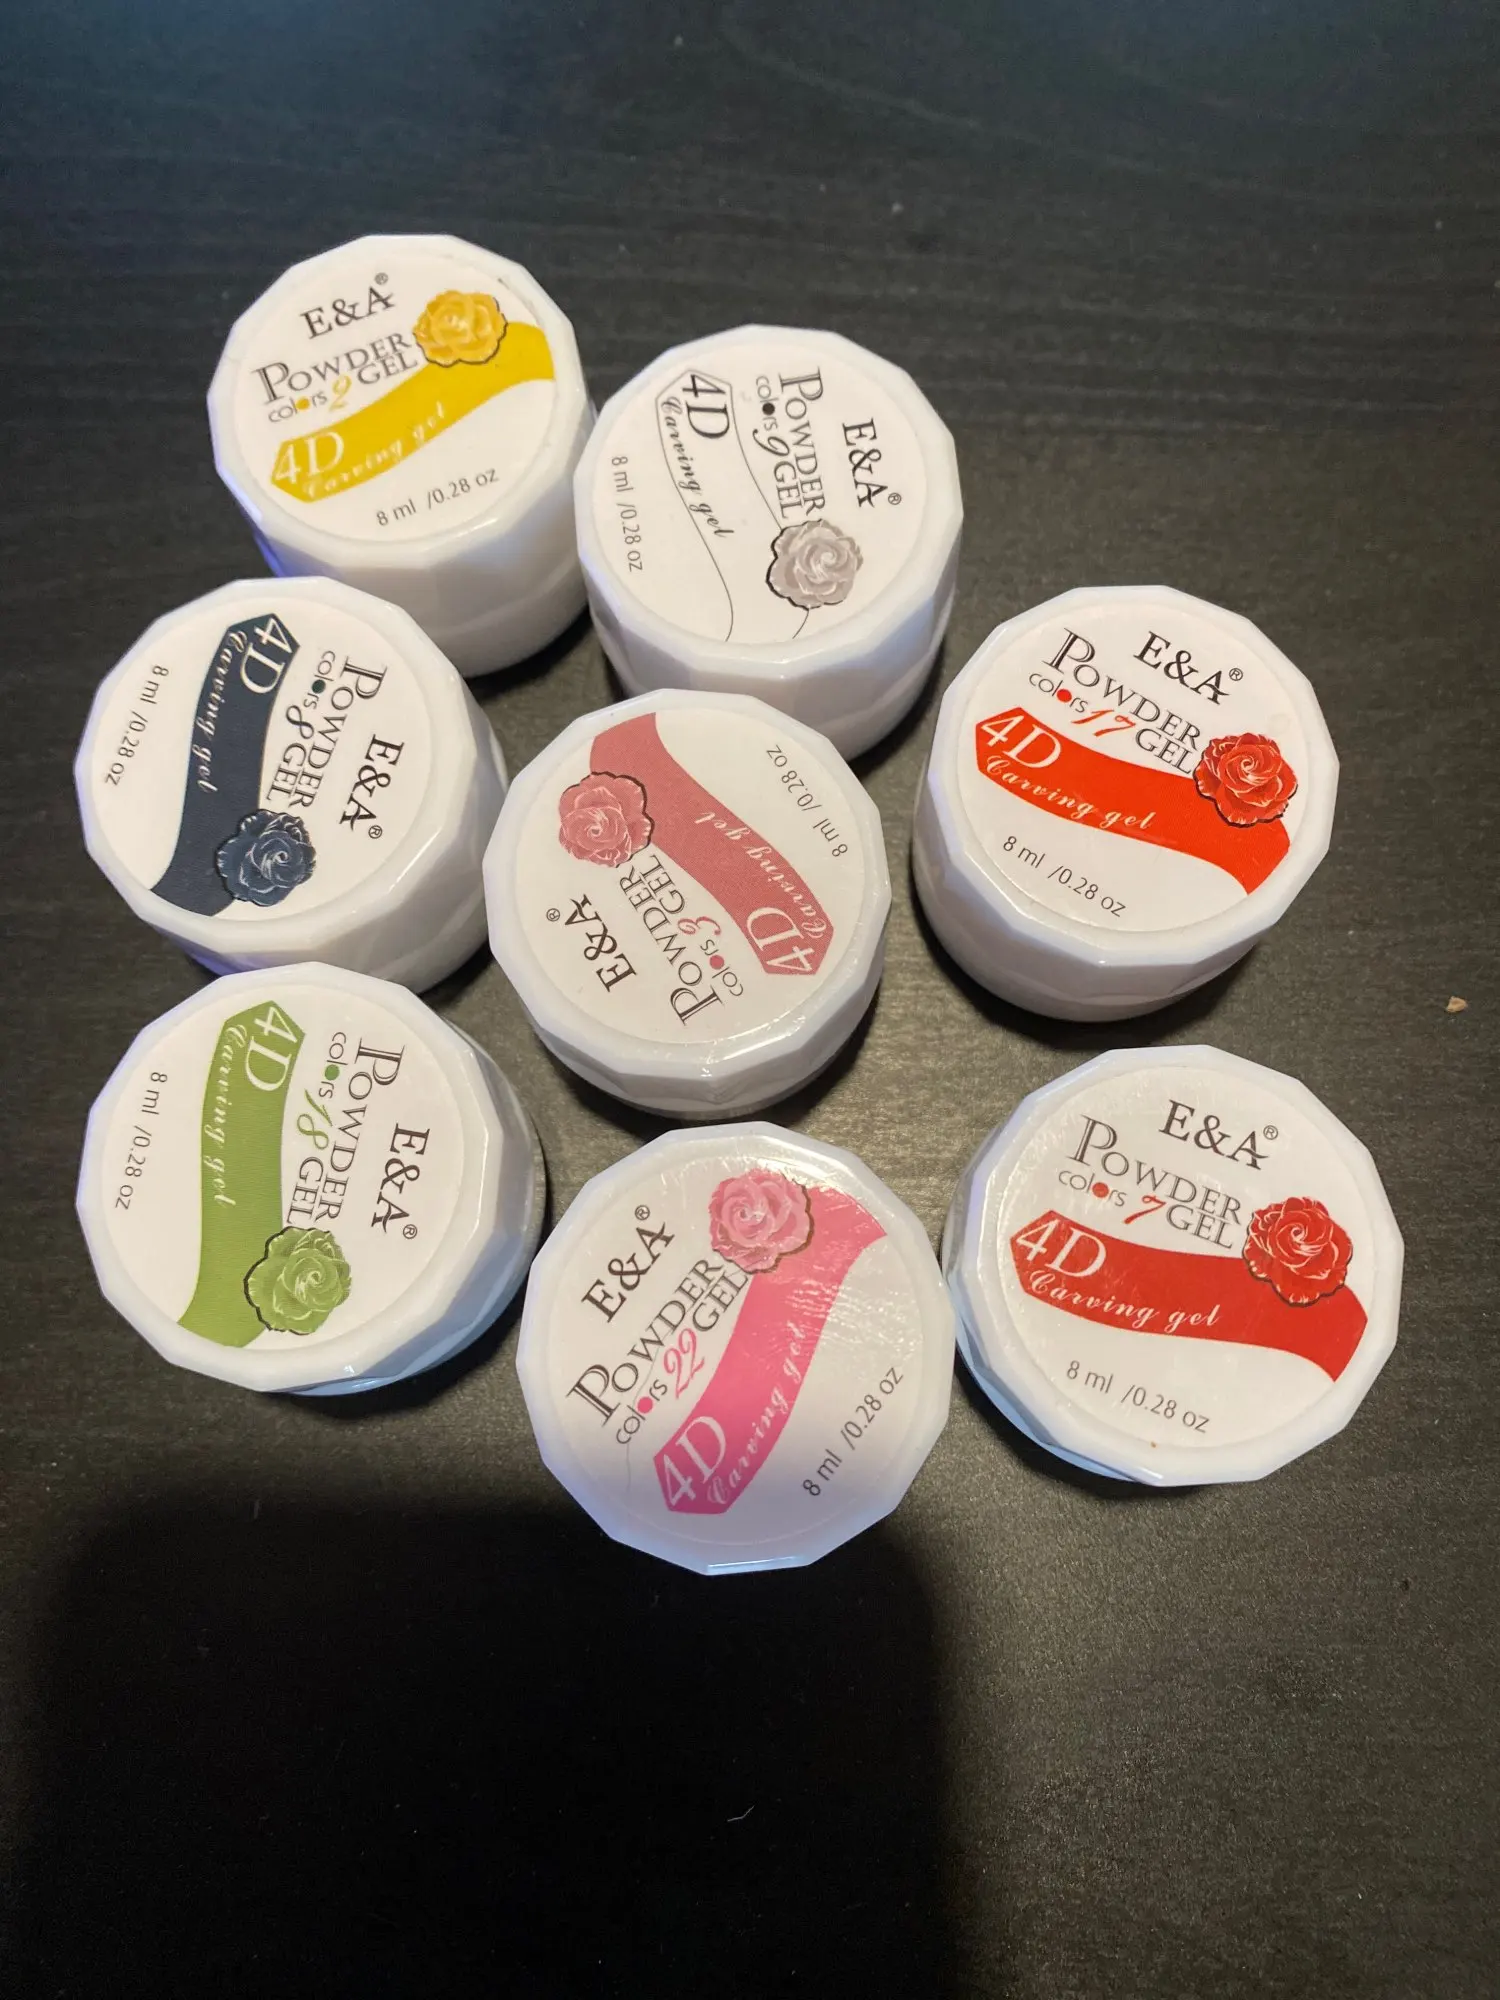 E&A®
POWDER
colors 2 GEL
4D
Carving gel
8 ml /0.28 oz
E&A®
POWDER
colors 9 GEL
4D
Carving gel
8 ml /0.28 oz
E&A®
POWDER
colors 8 GEL
4D
Carving gel
8 ml /0.28 oz
E&A®
POWDER
colors 3 GEL
4D
Carving gel
8 ml /0.28 oz
E&A®
POWDER
colors 17 GEL
4D
Carving gel
8 ml /0.28 oz
E&A®
POWDER
colors 18 GEL
4D
Carving gel
8 ml /0.28 oz
E&A®
POWDER
colors 22 GEL
4D
Carving gel
8 ml /0.28 oz
E&A®
POWDER
colors 7 GEL
4D
Carving gel
8 ml /0.28 oz